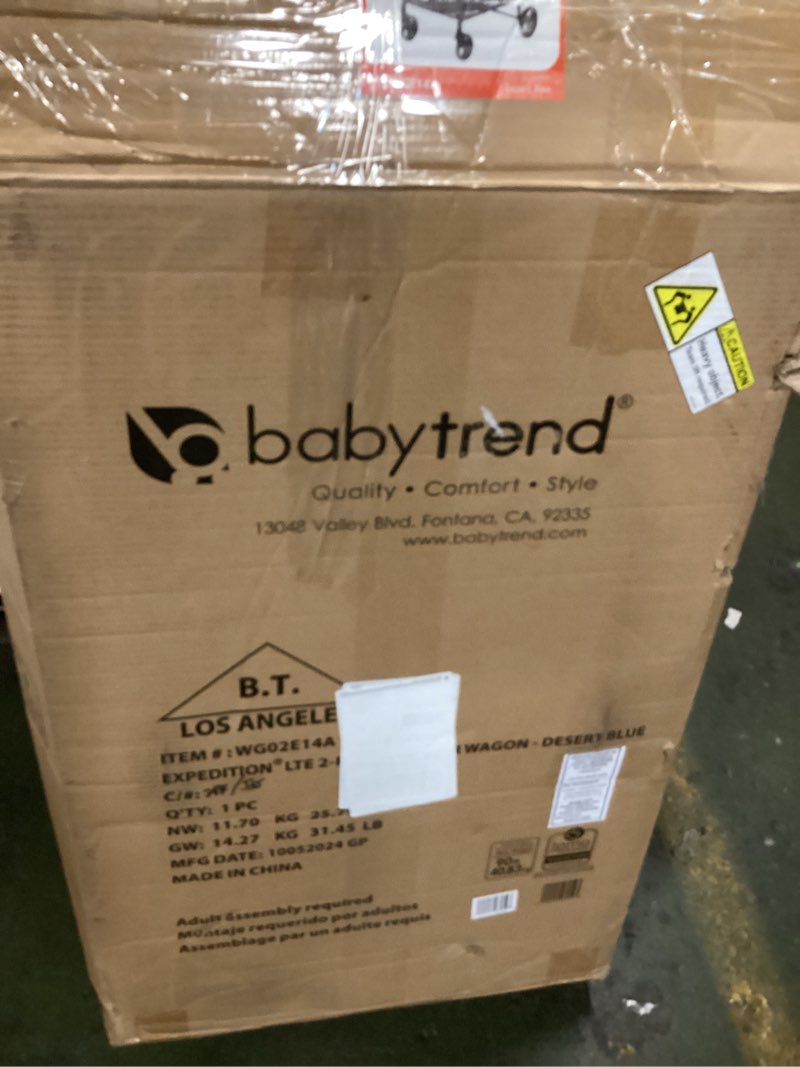 babytrend®
Quality • Comfort • Style
13048 Valley Blvd. Fontana, CA, 92335
www.babytrend.com
CAUTION
Heavy object
B.T.
LOS ANGELE
ITEM # : WG02E14A
WAGON - DESERT BLUE
EXPEDITION® LTE 2-
C/#:
Q'TY: 1 PC
NW: 11.70 KG 25.
GW: 14.27 KG 31.45 LB
MFG DATE: 10052024 GP
MADE IN CHINA
Adult assembly required
Montaje requerido por adultos
Assemblage par un adulte requis